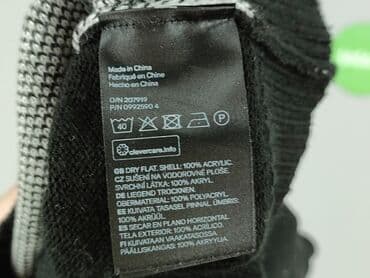 Made in China
Fabriqué en Chine
Hecho en China
O/N 207919
P/N 0992590 4
40
clevercare.info
GB DRY FLAT. SHELL: 100% ACRYLIC.
CZ SUŠENÍ NA VODOROVNÉ PLOŠE.
SVRCHNÍ LÁTKA: 100% AKRYL.
DE LIEGEND TROCKNEN.
OBERMATERIAL: 100% POLYACRYL.
EE KUIVATA TASASEL PINNAL. ÜMBRIS:
100% AKRÜÜL.
ES SECAR EN PLANO HORIZONTAL.
TELA EXTERIOR: 100% ACRÍLICO.
FI KUIVATAAN VAAKATASOSSA.
PÄÄLLIKANGAS: 100% AKRYYLIA.